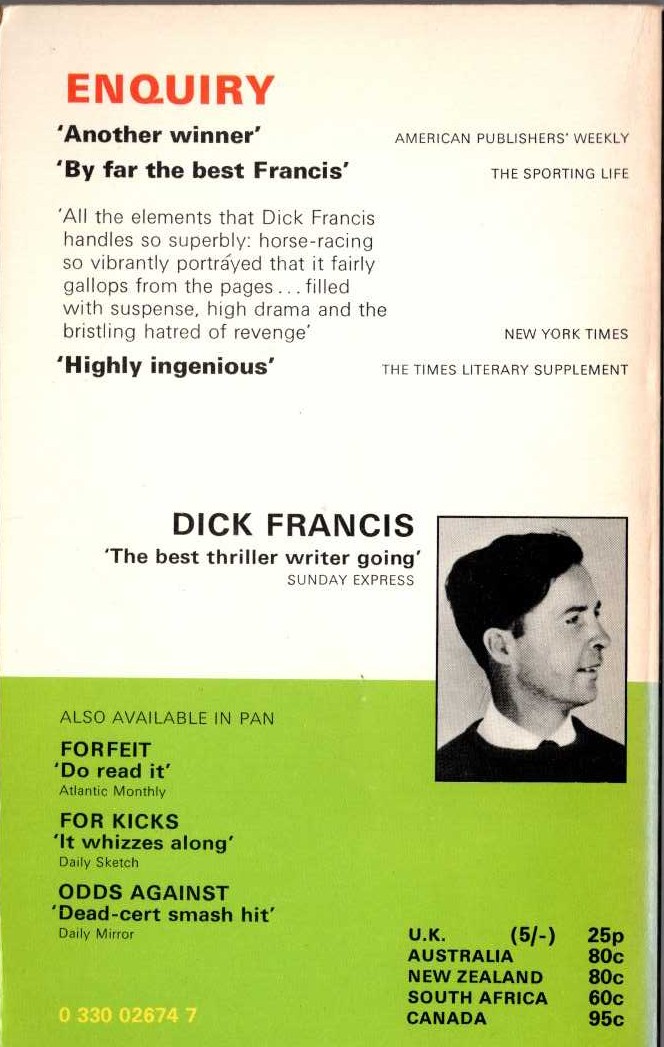 ENQUIRY
'Another winner' AMERICAN PUBLISHERS' WEEKLY
'By far the best Francis' THE SPORTING LIFE
'All the elements that Dick Francis
handles so superbly: horse-racing
so vibrantly portrayed that it fairly
gallops from the pages ... filled
with suspense, high drama and the
bristling hatred of revenge' NEW YORK TIMES
'Highly ingenious' THE TIMES LITERARY SUPPLEMENT
DICK FRANCIS
'The best thriller writer going'
SUNDAY EXPRESS
ALSO AVAILABLE IN PAN
FORFEIT
'Do read it'
Atlantic Monthly
FOR KICKS
'It whizzes along'
Daily Sketch
ODDS AGAINST
'Dead-cert smash hit'
Daily Mirror
U.K. (5/-) 25p
AUSTRALIA 80c
NEW ZEALAND 80c
SOUTH AFRICA 60c
CANADA 95c
0 330 02674 7